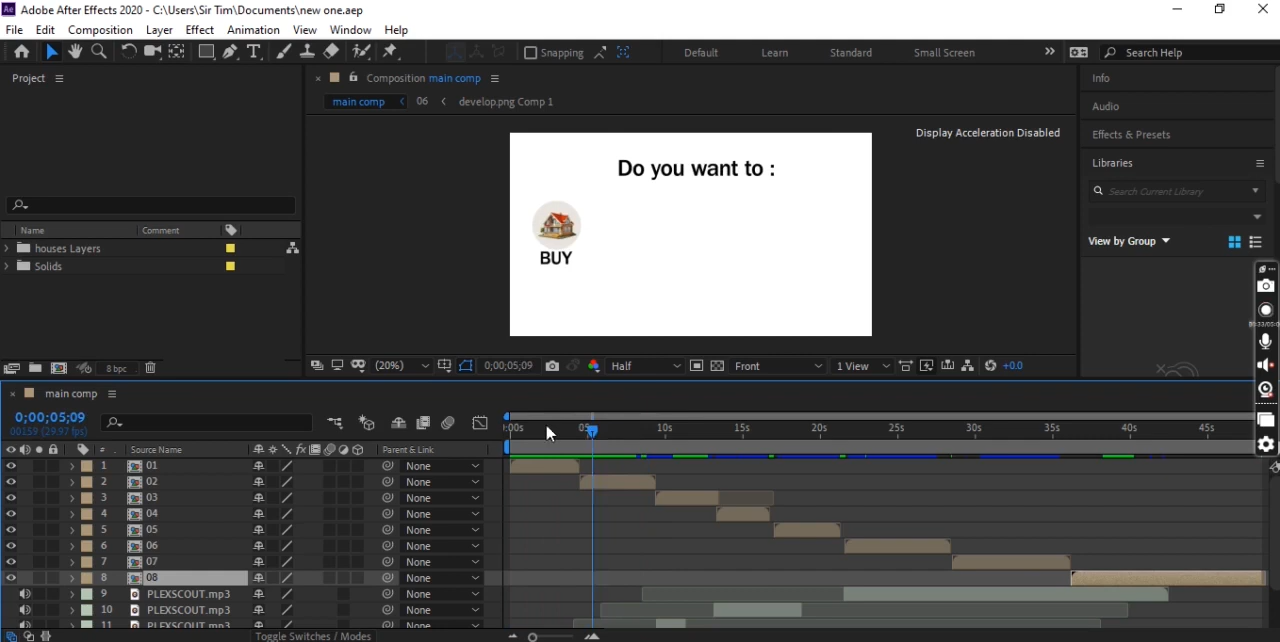 Ae Adobe After Effects 2020 - C:\Users\Sir Tim\Documents\new one.aep
File Edit Composition Layer Effect Animation View Window Help
Snapping Default Learn Standard Small Screen Search Help
Project
Composition main comp
main comp 06 develop.png Comp 1
Info
Audio
Effects & Presets
Libraries
Search Current Library
View by Group
Display Acceleration Disabled
Do you want to :
BUY
Name Comment
houses Layers
Solids
8 bpc
(20%) 0;00;05;09 Half Front 1 View +0.0
main comp
0;00;05;09
00159 (29.97 fps)
:00s 05s 10s 15s 20s 25s 30s 35s 40s 45s
# Source Name Parent & Link
1 01 None
2 02 None
3 03 None
4 04 None
5 05 None
6 06 None
7 07 None
8 08 None
9 PLEXSCOUT.mp3 None
10 PLEXSCOUT.mp3 None
11 PLEXSCOUT.mp3 None
Toggle Switches / Modes